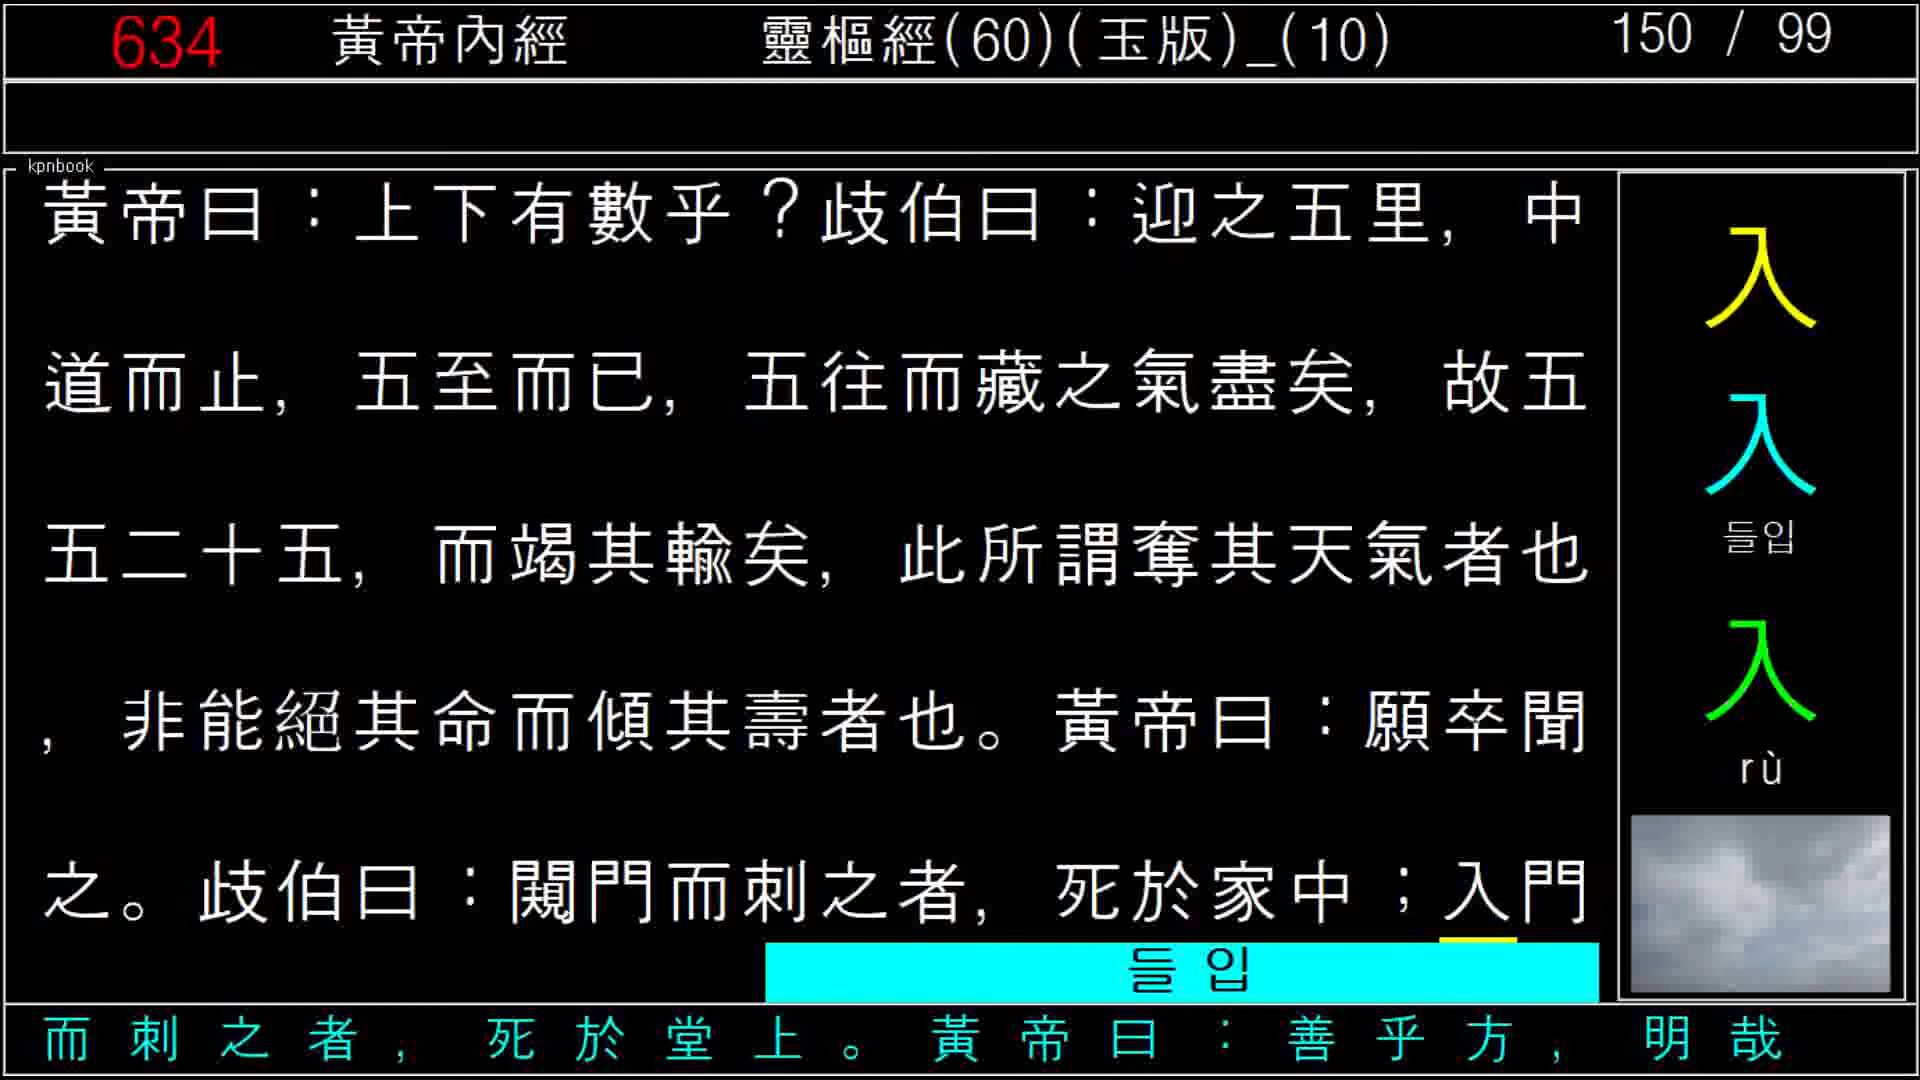 634 黃帝內經 靈樞經(60)(玉版)_(10) 150 / 99
kpnbook
黃帝曰：上下有數乎？歧伯曰：迎之五里, 中
道而止, 五至而已, 五往而藏之氣盡矣, 故五
五二十五, 而竭其輸矣, 此所謂奪其天氣者也
, 非能絕其命而傾其壽者也。黃帝曰：願卒聞
之。歧伯曰：闚門而刺之者, 死於家中；入門
들입
而刺之者, 死於堂上。黃帝曰：善乎方, 明哉
入
入
들입
入
rù